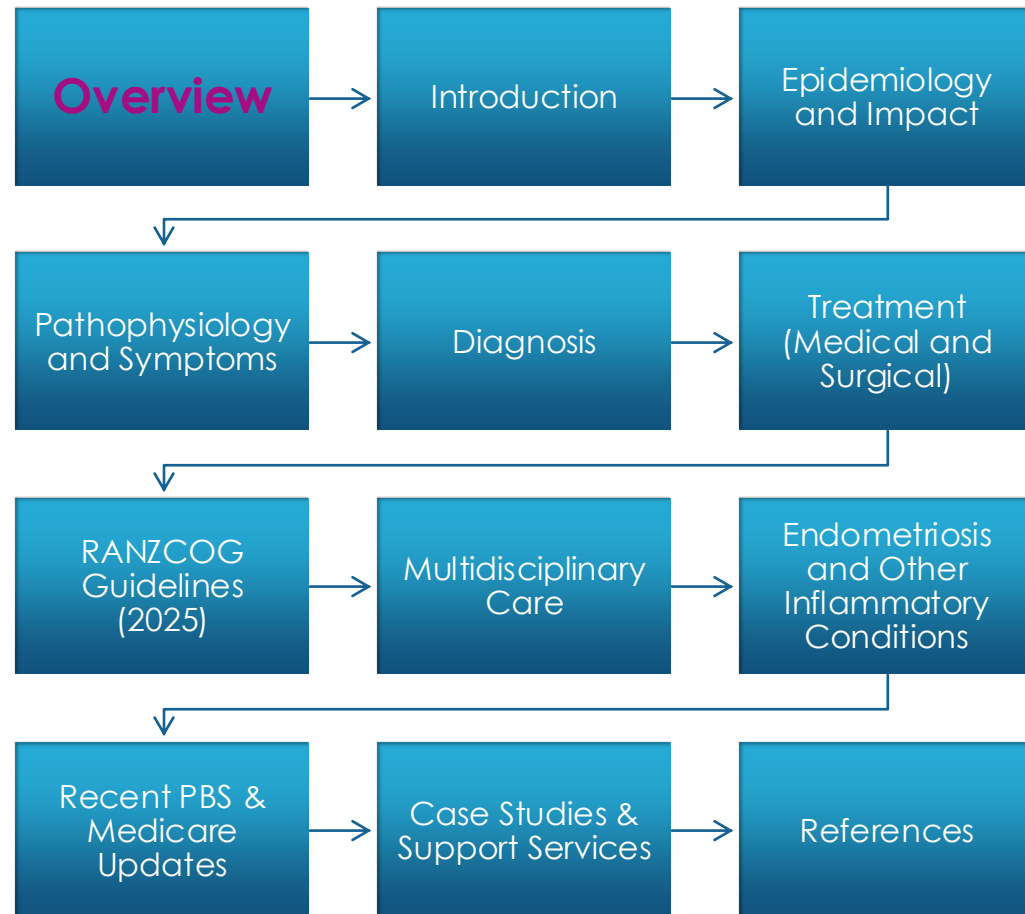 Overview
Introduction
Epidemiology
and Impact
Pathophysiology
and Symptoms
Diagnosis
Treatment
(Medical and
Surgical)
RANZCOG
Guidelines
(2025)
Multidisciplinary
Care
Endometriosis
and Other
Inflammatory
Conditions
Recent PBS &
Medicare
Updates
Case Studies &
Support Services
References